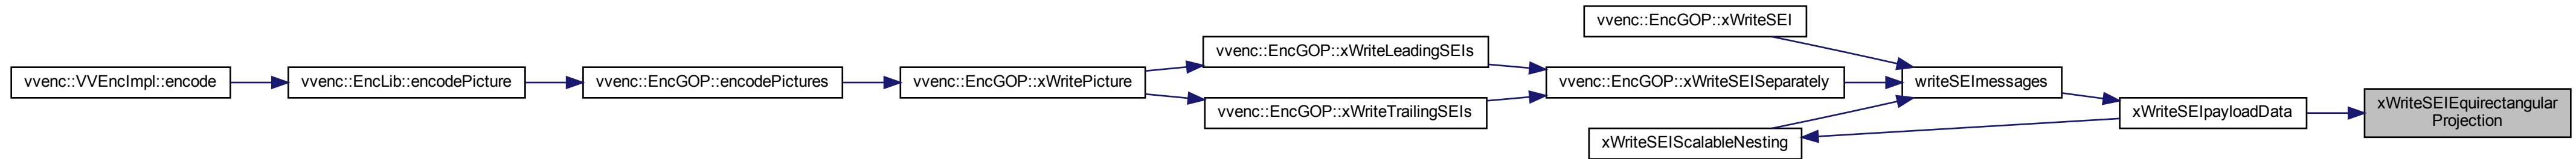 vvenc::VVEncImpl::encode
vvenc::EncLib::encodePicture
vvenc::EncGOP::encodePictures
vvenc::EncGOP::xWritePicture
vvenc::EncGOP::xWriteLeadingSEIs
vvenc::EncGOP::xWriteTrailingSEIs
vvenc::EncGOP::xWriteSEI
vvenc::EncGOP::xWriteSEISeparately
xWriteSEIScalableNesting
writeSEImessages
xWriteSEIpayloadData
xWriteSEIEquirectangular
Projection